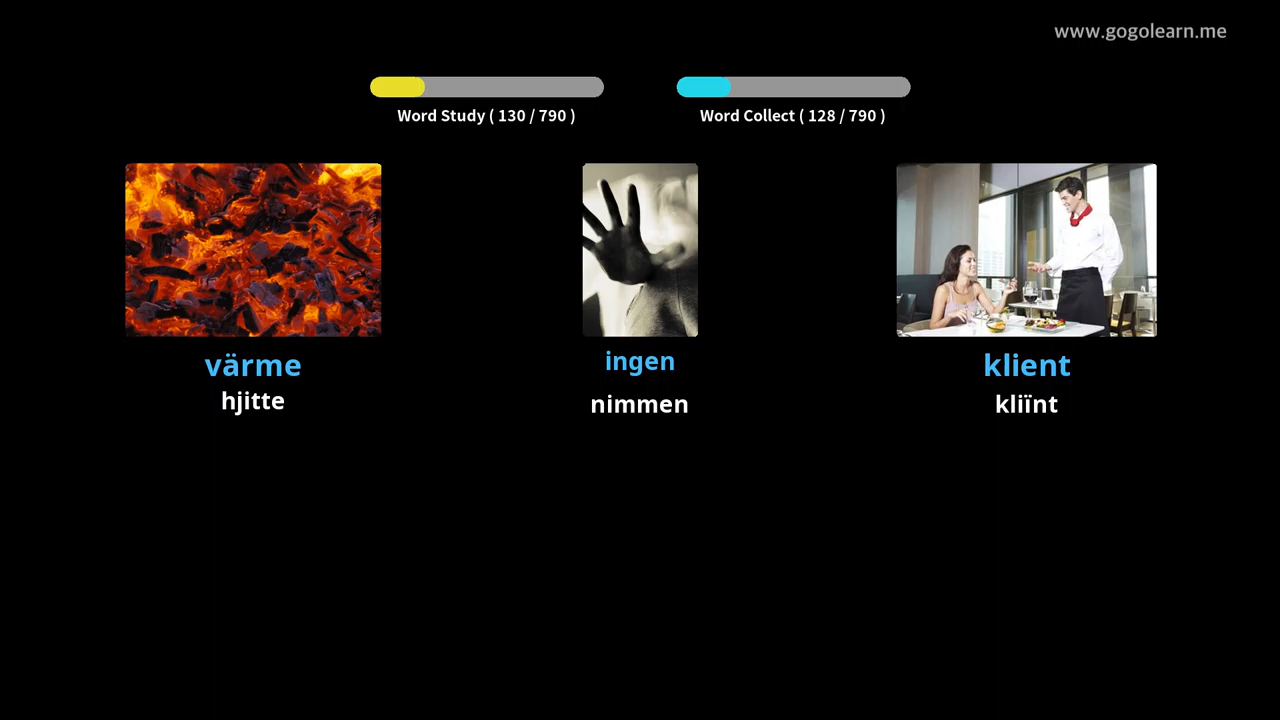 www.gogolearn.me
Word Study ( 130 / 790 )
Word Collect ( 128 / 790 )
värme
hjitte
ingen
nimmen
klient
kliïnt